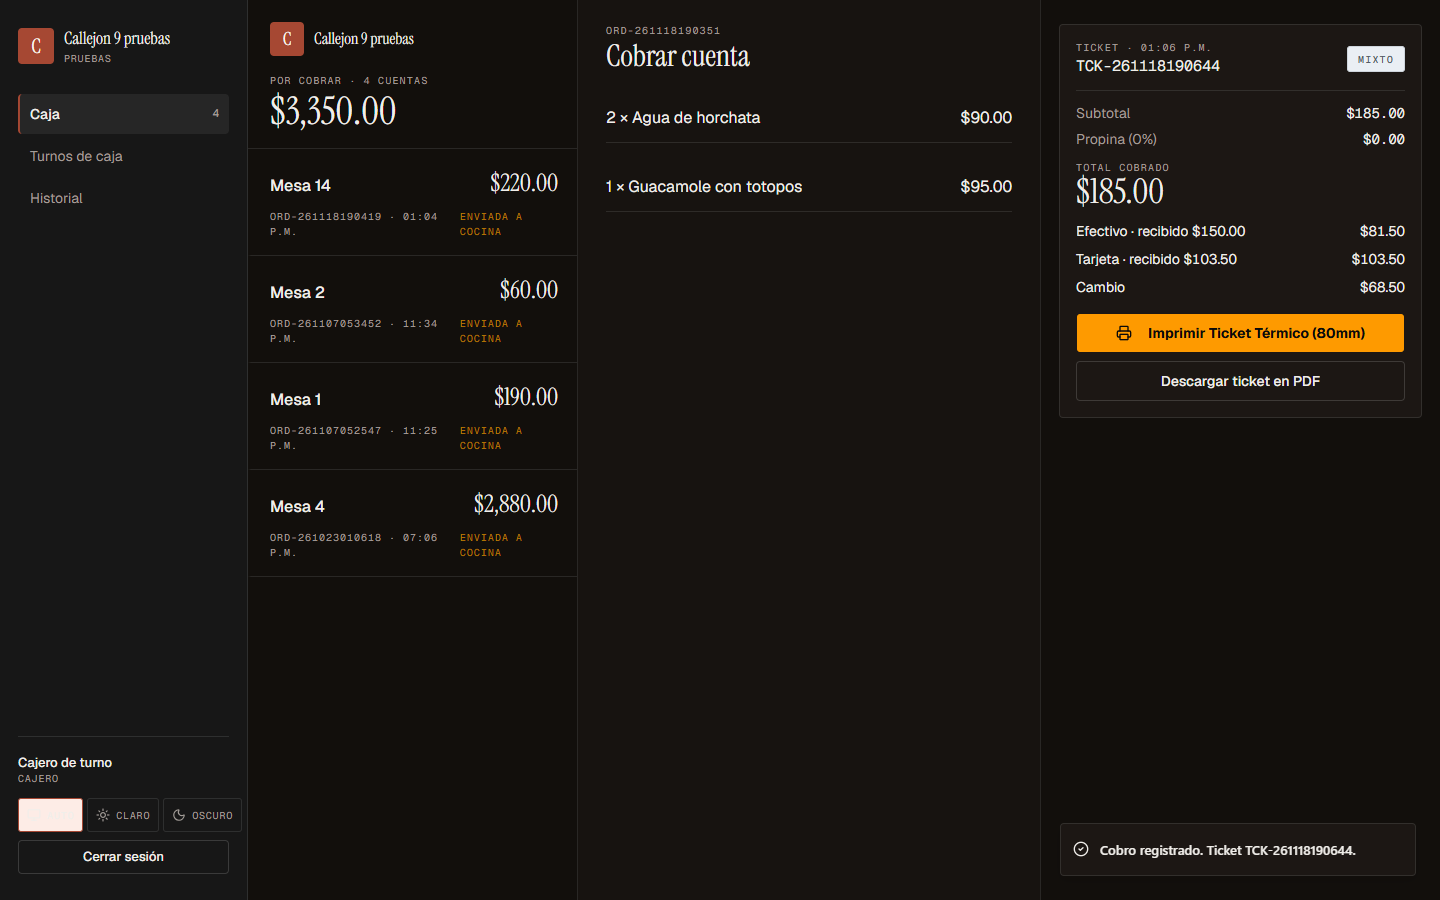 C
Callejon 9 pruebas
PRUEBAS
Caja
4
Turnos de caja
Historial
Cajero de turno
CAJERO
CLARO
OSCURO
Cerrar sesión
C
Callejon 9 pruebas
POR COBRAR · 4 CUENTAS
$3,350.00
Mesa 14
$220.00
ORD-261118190419 · 01:04
P.M.
ENVIADA A
COCINA
Mesa 2
$60.00
ORD-261107053452 · 11:34
P.M.
ENVIADA A
COCINA
Mesa 1
$190.00
ORD-261107052547 · 11:25
P.M.
ENVIADA A
COCINA
Mesa 4
$2,880.00
ORD-261023010618 · 07:06
P.M.
ENVIADA A
COCINA
ORD-261118190351
Cobrar cuenta
2 × Agua de horchata
$90.00
1 × Guacamole con totopos
$95.00
TICKET · 01:06 P.M.
TCK-261118190644
MIXTO
Subtotal
$185.00
Propina (0%)
$0.00
TOTAL COBRADO
$185.00
Efectivo · recibido $150.00
$81.50
Tarjeta · recibido $103.50
$103.50
Cambio
$68.50
Imprimir Ticket Térmico (80mm)
Descargar ticket en PDF
Cobro registrado. Ticket TCK-261118190644.